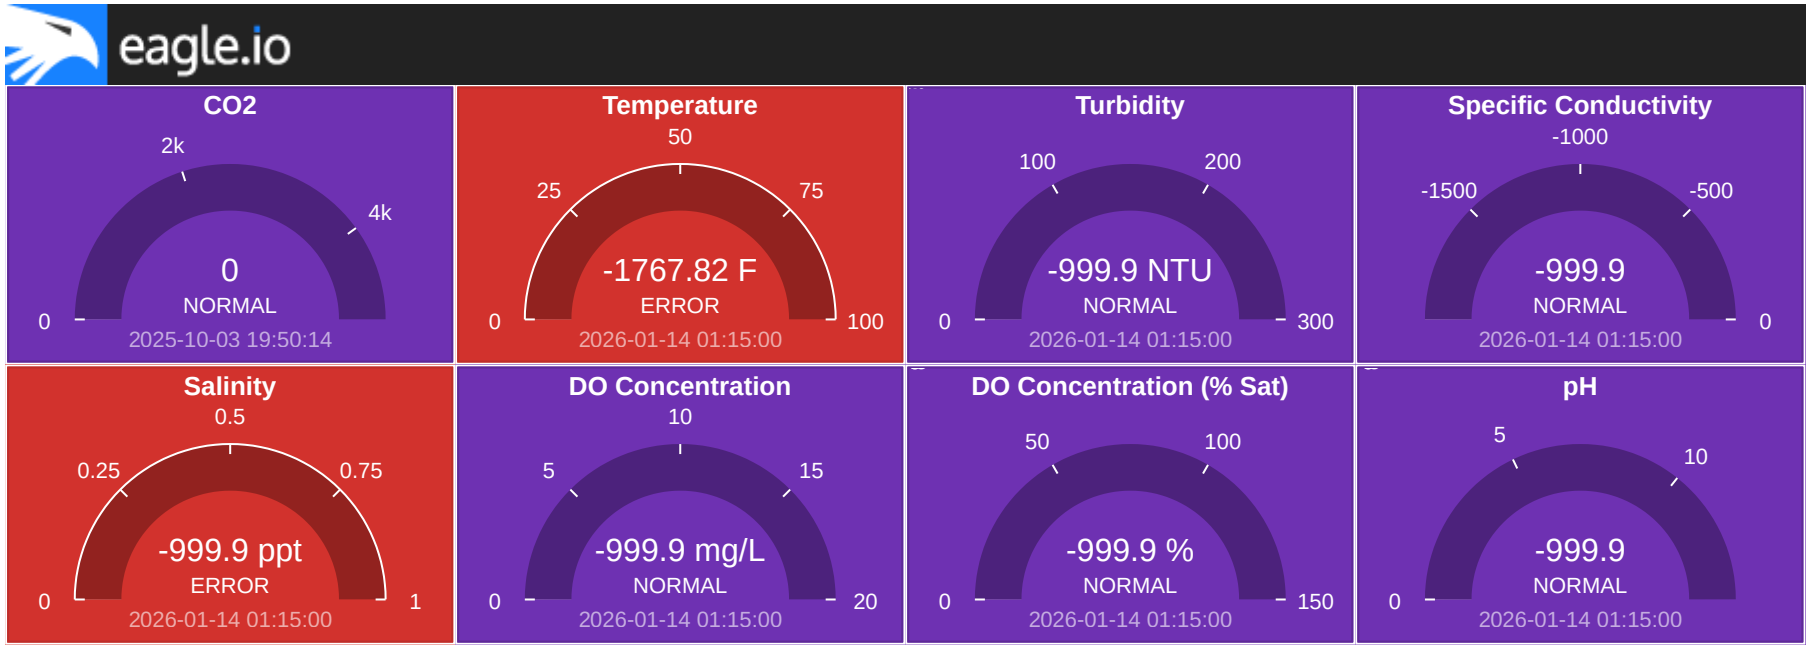 eagle.io
CO2
2k
4k
0
0
NORMAL
2025-10-03 19:50:14
Temperature
50
25
75
-1767.82 F
ERROR
0
100
2026-01-14 01:15:00
Turbidity
100
200
-999.9 NTU
NORMAL
0
300
2026-01-14 01:15:00
Specific Conductivity
-1000
-1500
-500
-999.9
NORMAL
0
2026-01-14 01:15:00
Salinity
0.5
0.25
0.75
-999.9 ppt
ERROR
0
1
2026-01-14 01:15:00
DO Concentration
10
5
15
-999.9 mg/L
NORMAL
0
20
2026-01-14 01:15:00
DO Concentration (% Sat)
50
100
-999.9 %
NORMAL
0
150
2026-01-14 01:15:00
pH
5
10
-999.9
NORMAL
0
2026-01-14 01:15:00